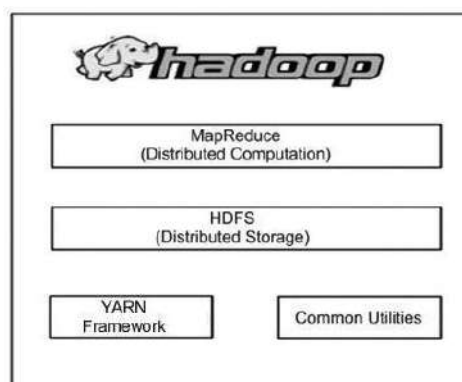 hadoop
MapReduce
(Distributed Computation)
HDFS
(Distributed Storage)
YARN
Framework
Common Utilities